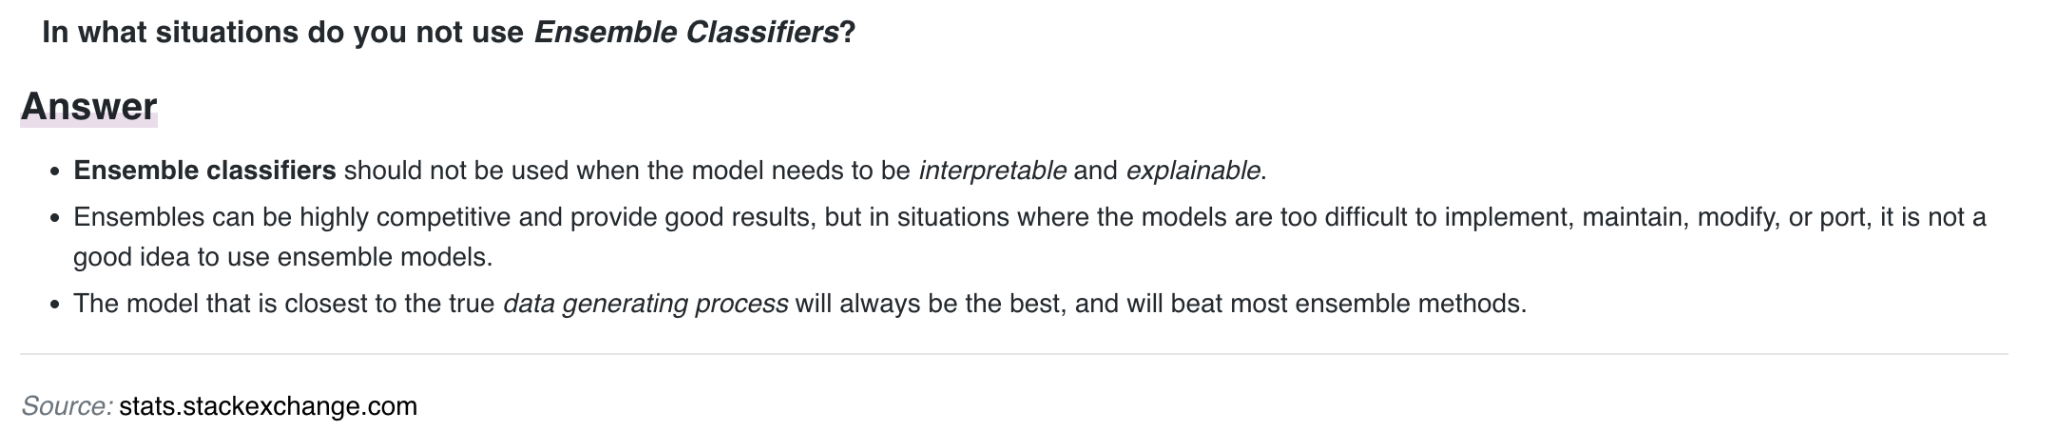 In what situations do you not use Ensemble Classifiers?
Answer
• Ensemble classifiers should not be used when the model needs to be interpretable and explainable.
• Ensembles can be highly competitive and provide good results, but in situations where the models are too difficult to implement, maintain, modify, or port, it is not a
good idea to use ensemble models.
• The model that is closest to the true data generating process will always be the best, and will beat most ensemble methods.
Source: stats.stackexchange.com